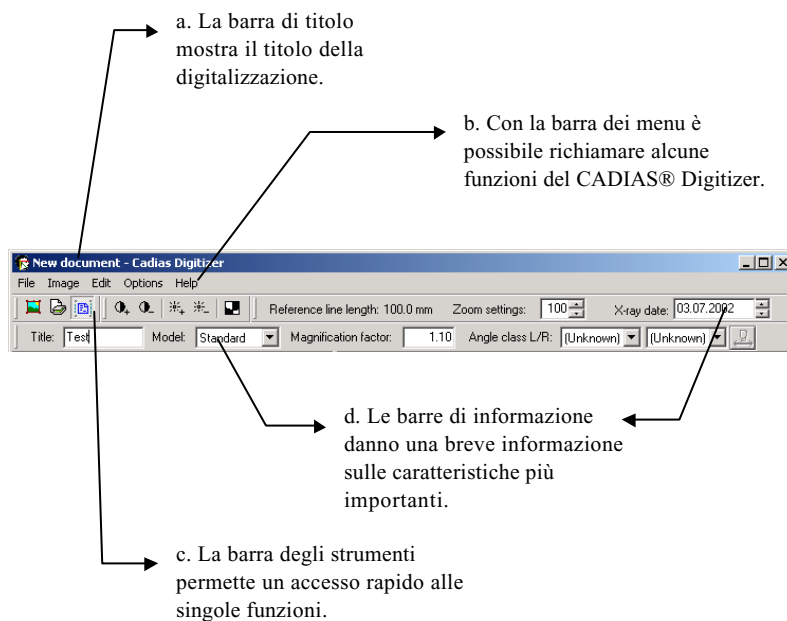 a. La barra di titolo
mostra il titolo della
digitalizzazione.
b. Con la barra dei menu è
possibile richiamare alcune
funzioni del CADIAS® Digitizer.
New document - Cadias Digitizer
File Image Edit Options Help
Reference line length: 100.0 mm Zoom settings: 100 X-ray date: 03.07.2002
Title: Test Model: Standard Magnification factor: 1.10 Angle class L/R: (Unknown) (Unknown)
d. Le barre di informazione
danno una breve informazione
sulle caratteristiche più
importanti.
c. La barra degli strumenti
permette un accesso rapido alle
singole funzioni.